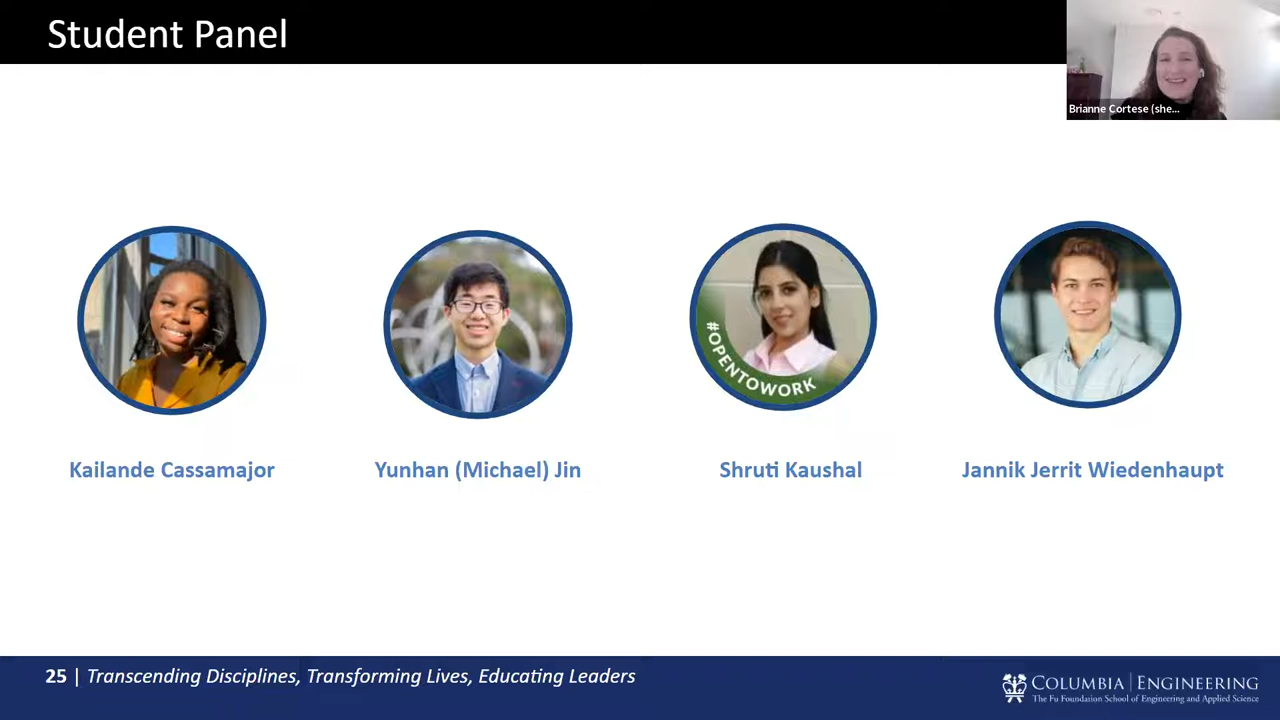 Student Panel
Brianne Cortese (she...
#OPENTOWORK
Kailande Cassamajor
Yunhan (Michael) Jin
Shruti Kaushal
Jannik Jerrit Wiedenhaupt
25 | Transcending Disciplines, Transforming Lives, Educating Leaders
COLUMBIA | ENGINEERING
The Fu Foundation School of Engineering and Applied Science